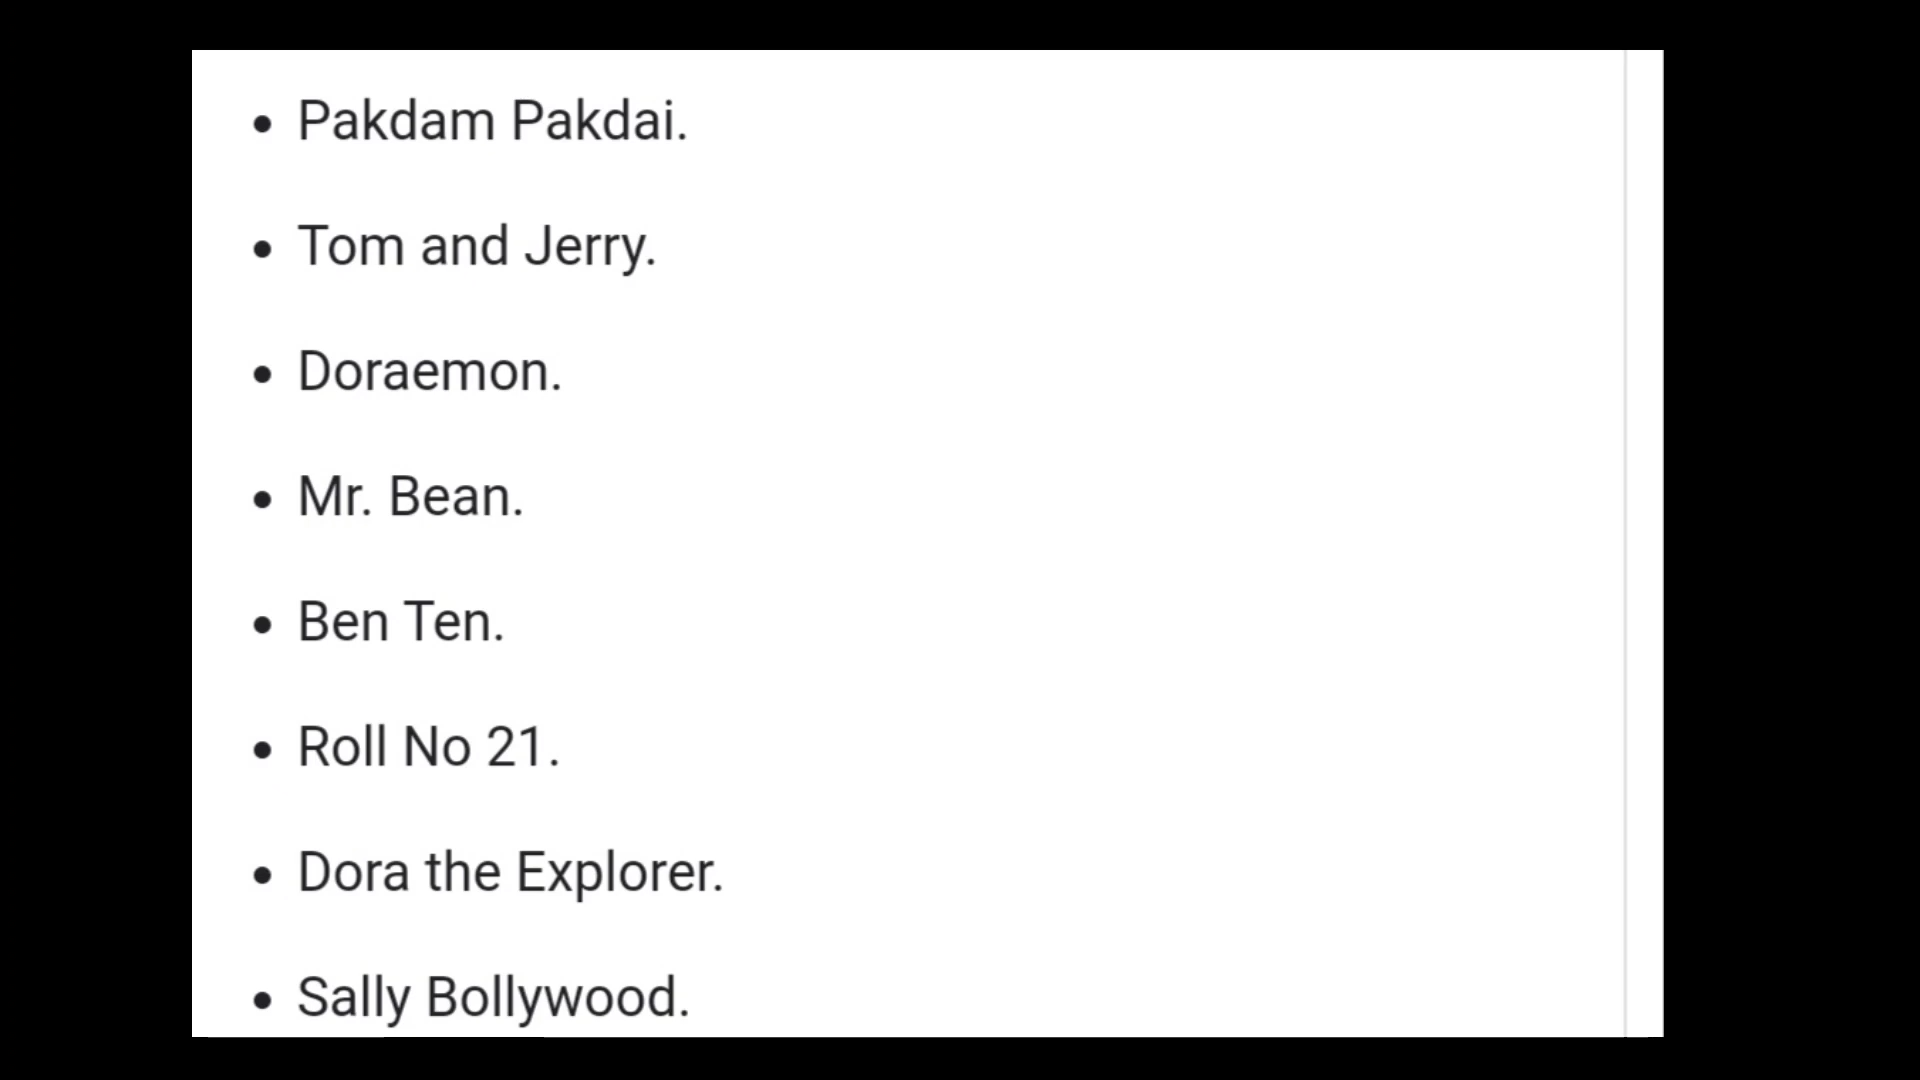 • Pakdam Pakdai.
• Tom and Jerry.
• Doraemon.
• Mr. Bean.
• Ben Ten.
• Roll No 21.
• Dora the Explorer.
• Sally Bollywood.